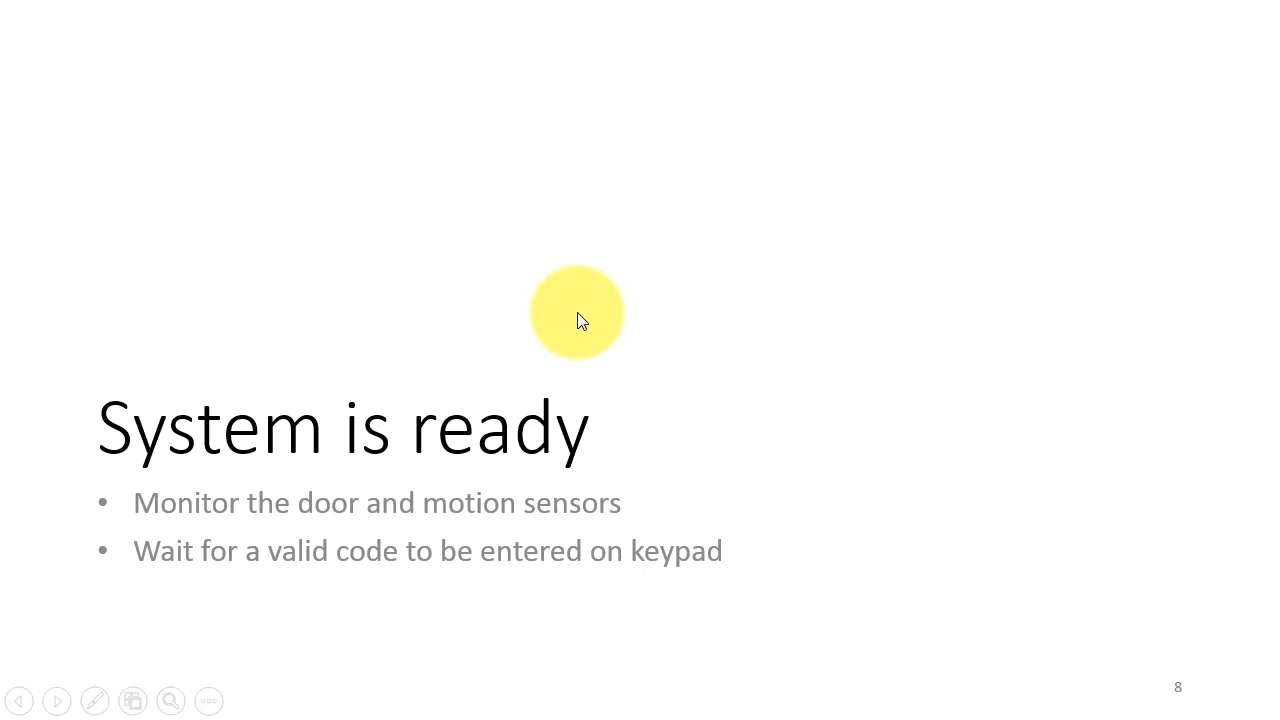 System is ready
• Monitor the door and motion sensors
• Wait for a valid code to be entered on keypad
8